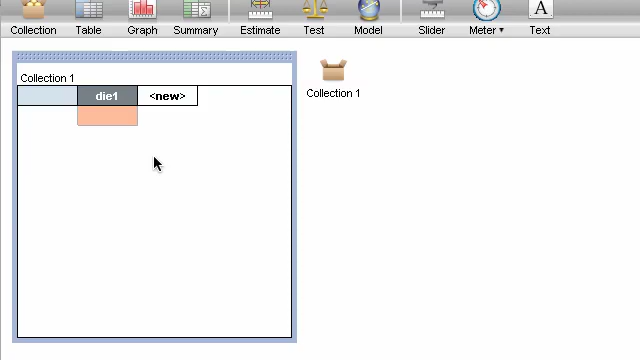 Collection Table Graph Summary Estimate Test Model Slider Meter▾ Text
A
Collection 1
die1 <new>
Collection 1